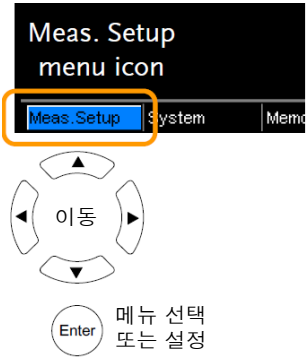 Meas. Setup
menu icon
Meas.Setup System Memo
이동
Enter
메뉴 선택
또는 설정